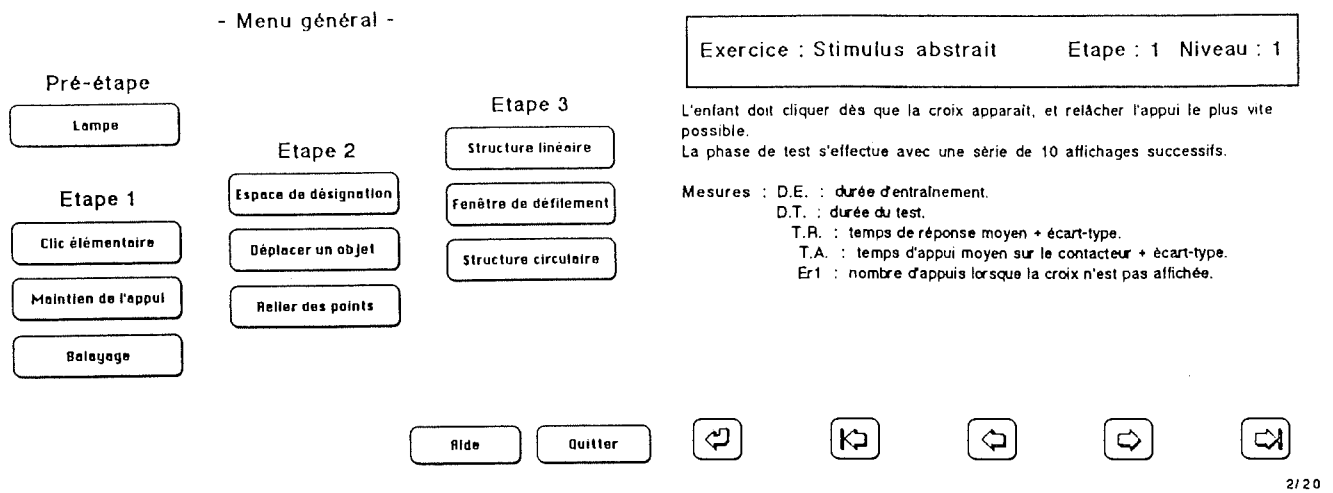 - Menu général -
Pré-étape
Lampe
Etape 1
Clic élémentaire
Maintien de l'appui
Balayage
Etape 2
Espace de désignation
Déplacer un objet
Relier des points
Etape 3
Structure linéaire
Fenêtre de défilement
Structure circulaire
Aide
Quitter
Exercice : Stimulus abstrait Etape : 1 Niveau : 1
L'enfant doit cliquer dès que la croix apparaît, et relâcher l'appui le plus vite
possible.
La phase de test s'effectue avec une série de 10 affichages successifs.
Mesures : D.E. : durée d'entraînement.
D.T. : durée du test.
T.R. : temps de réponse moyen + écart-type.
T.A. : temps d'appui moyen sur le contacteur + écart-type.
Er1 : nombre d'appuis lorsque la croix n'est pas affichée.
2/20